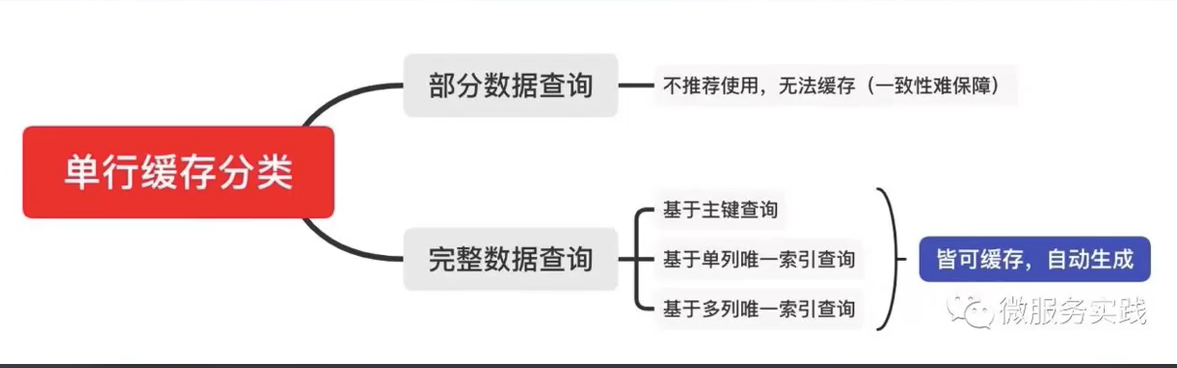 单行缓存分类
部分数据查询
不推荐使用，无法缓存（一致性难保障）
完整数据查询
基于主键查询
基于单列唯一索引查询
基于多列唯一索引查询
皆可缓存，自动生成
微服务实践